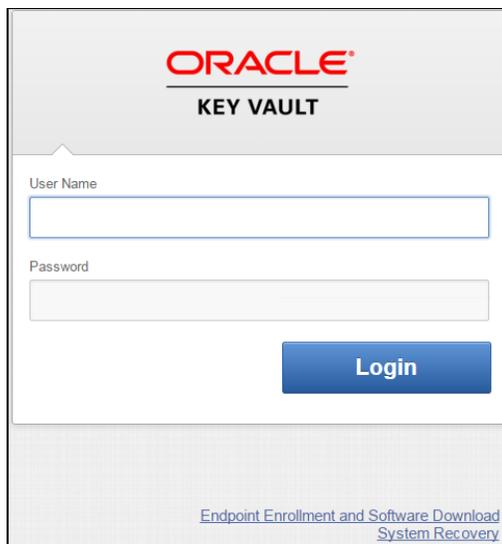 ORACLE®
KEY VAULT
User Name
Password
Login
Endpoint Enrollment and Software Download
System Recovery